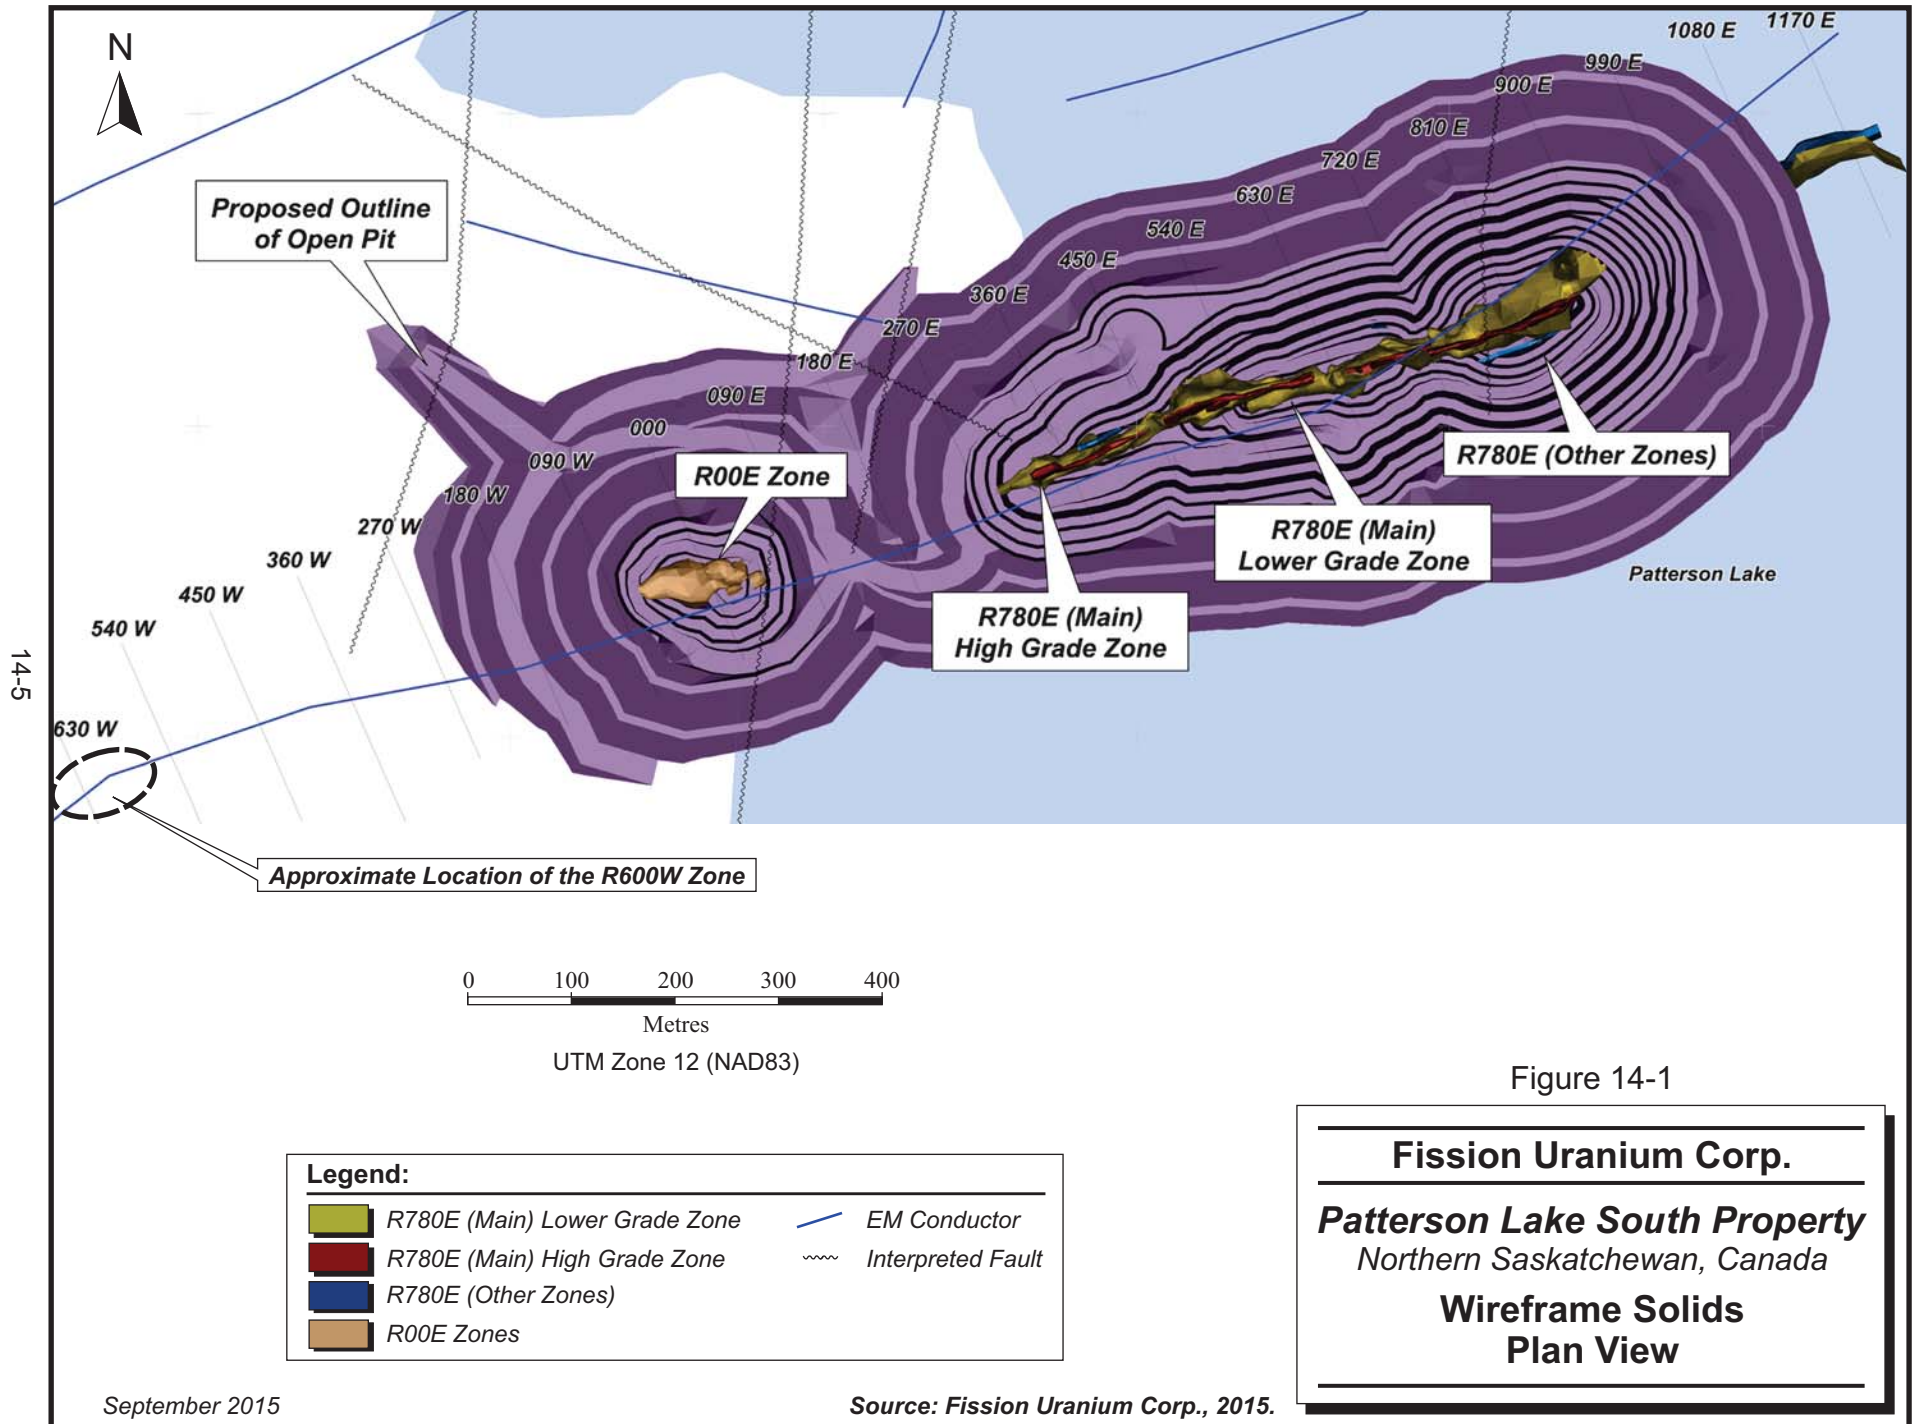 N
1080 E
1170 E
990 E
900 E
810 E
720 E
630 E
540 E
450 E
360 E
270 E
180 E
090 E
000
090 W
180 W
270 W
360 W
450 W
540 W
630 W
Proposed Outline
of Open Pit
R00E Zone
R780E (Other Zones)
R780E (Main)
Lower Grade Zone
R780E (Main)
High Grade Zone
Patterson Lake
Approximate Location of the R600W Zone
14-5
0 100 200 300 400
Metres
UTM Zone 12 (NAD83)
Legend:
R780E (Main) Lower Grade Zone
R780E (Main) High Grade Zone
R780E (Other Zones)
R00E Zones
EM Conductor
Interpreted Fault
Figure 14-1
Fission Uranium Corp.
Patterson Lake South Property
Northern Saskatchewan, Canada
Wireframe Solids
Plan View
September 2015
Source: Fission Uranium Corp., 2015.